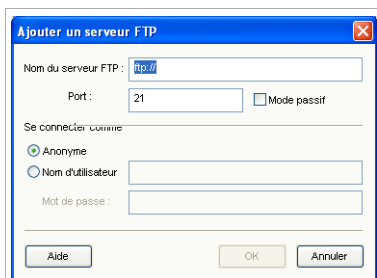 Ajouter un serveur FTP
Nom du serveur FTP : ftp://
Port : 21 Mode passif
Se connecter comme
Anonyme
Nom d'utilisateur
Mot de passe :
Aide OK Annuler